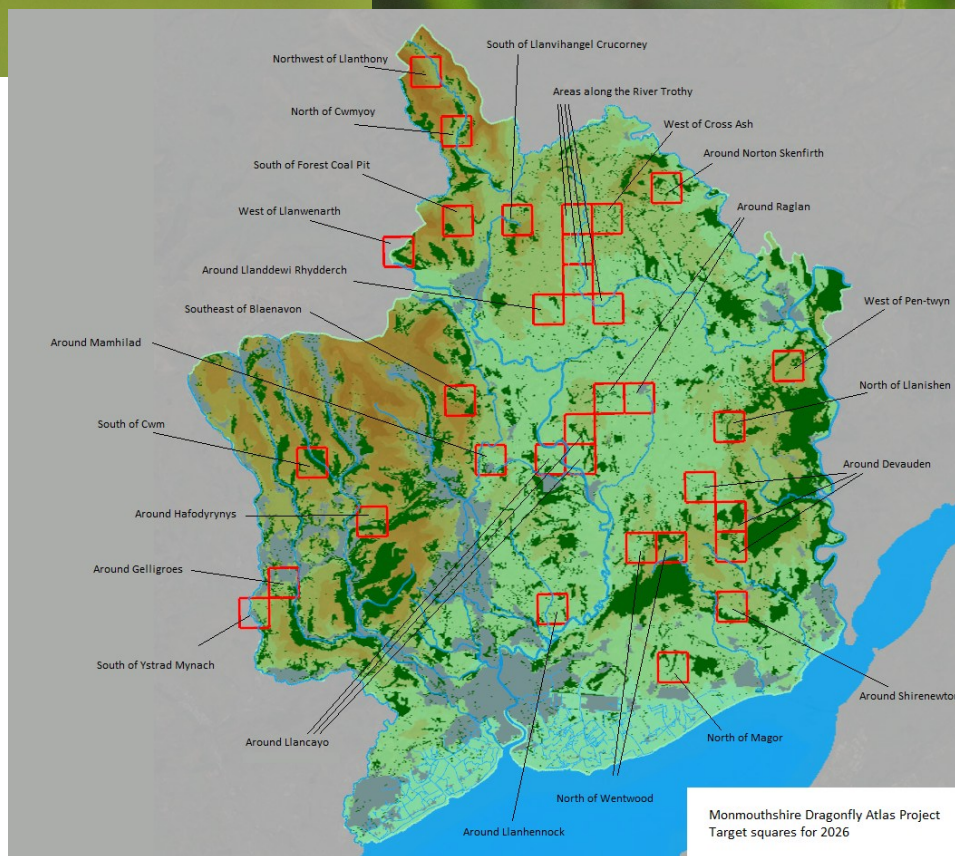 South of Llanvihangel Crucorney
Northwest of Llanthony
Areas along the River Trothy
North of Cwmyoy
West of Cross Ash
Around Norton Skenfirth
South of Forest Coal Pit
Around Raglan
West of Llanwenarth
Around Llanddewi Rhydderch
West of Pen-twyn
Southeast of Blaenavon
Around Mamhilad
North of Llanishen
South of Cwm
Around Devauden
Around Hafodyrynys
Around Gelligroes
South of Ystrad Mynach
Around Shirenewton
North of Magor
Around Llancayo
North of Wentwood
Around Llanhennock
Monmouthshire Dragonfly Atlas Project
Target squares for 2026